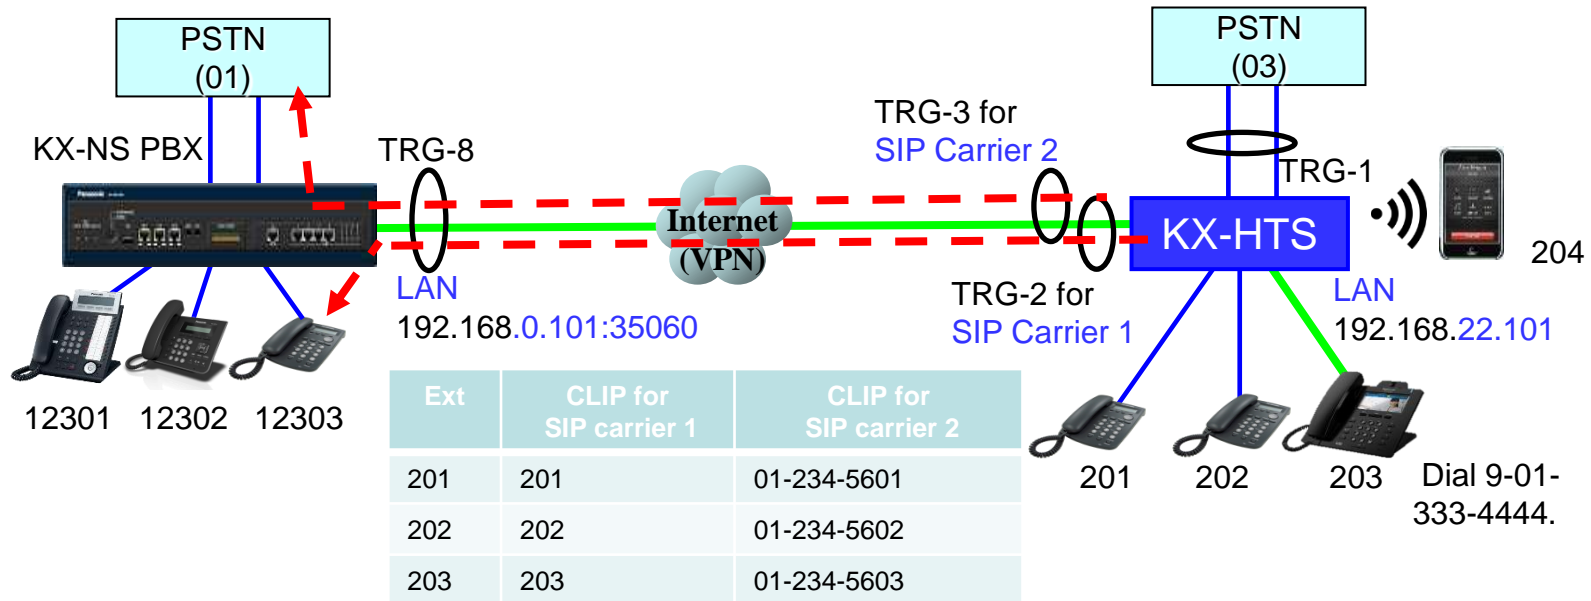 PSTN
(01)
PSTN
(03)
KX-NS PBX
TRG-8
TRG-3 for
SIP Carrier 2
TRG-1
Panasonic
Internet
(VPN)
KX-HTS
204
LAN
192.168.0.101:35060
TRG-2 for
SIP Carrier 1
LAN
192.168.22.101
12301
12302
12303
Ext
CLIP for
SIP carrier 1
CLIP for
SIP carrier 2
201
201
01-234-5601
202
202
01-234-5602
203
203
01-234-5603
201
202
203
Dial 9-01-
333-4444.